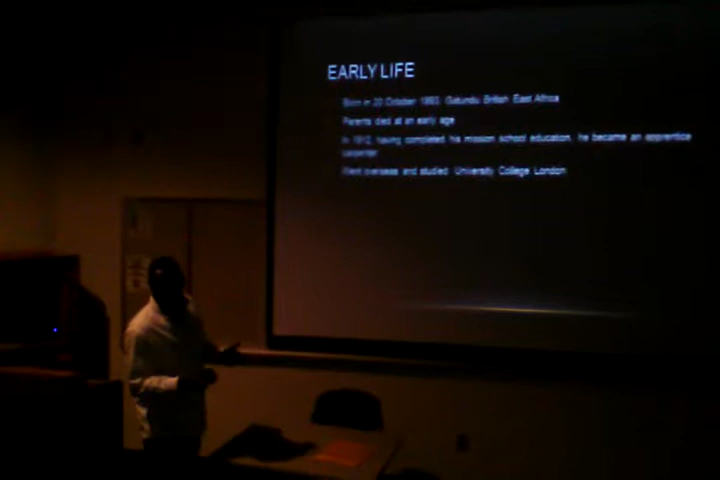 EARLY LIFE
Born in 20 October 1893 Gatundu British East Africa
Parents died at an early age
In 1912, having completed his mission school education, he became an apprentice
carpenter
Went overseas and studied University College London